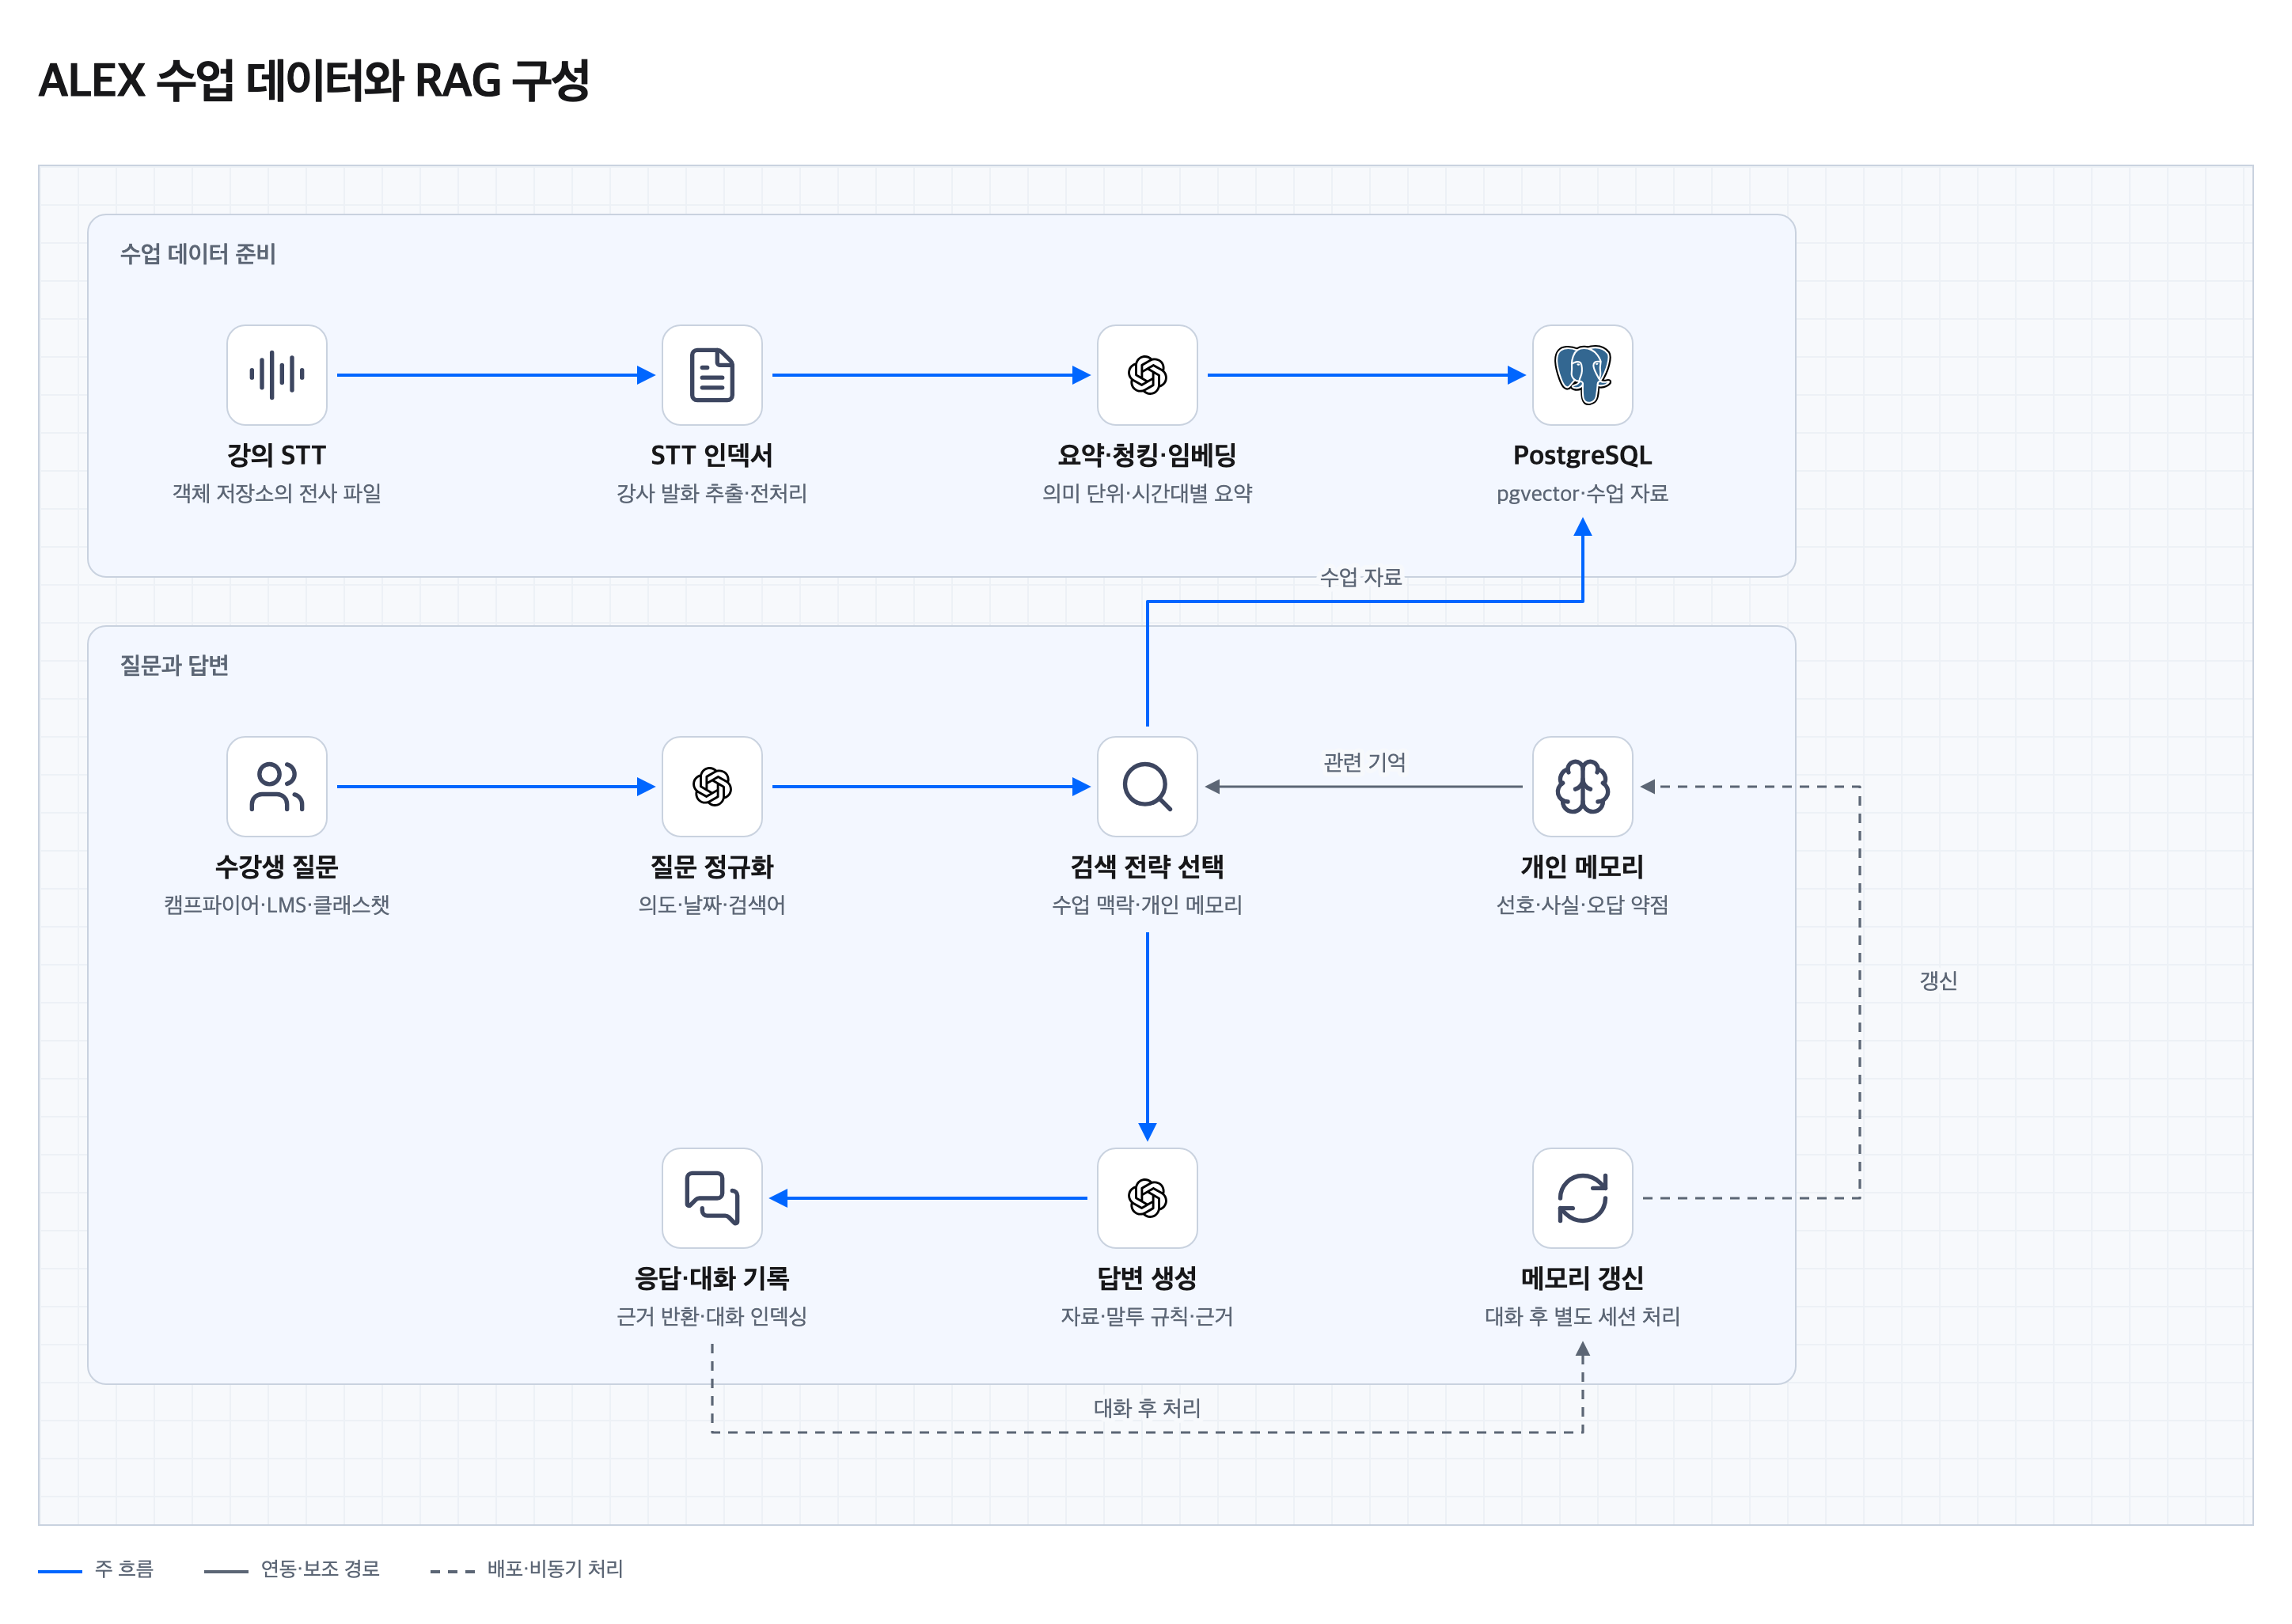 ALEX 수업 데이터와 RAG 구성
수업 데이터 준비
강의 STT
객체 저장소의 전사 파일
STT 인덱서
강사 발화 추출·전처리
요약·청킹·임베딩
의미 단위·시간대별 요약
PostgreSQL
pgvector·수업 자료
수업 자료
질문과 답변
수강생 질문
캠프파이어·LMS·클래스챗
질문 정규화
의도·날짜·검색어
검색 전략 선택
수업 맥락·개인 메모리
관련 기억
개인 메모리
선호·사실·오답 약점
갱신
응답·대화 기록
근거 반환·대화 인덱싱
답변 생성
자료·말투 규칙·근거
메모리 갱신
대화 후 별도 세션 처리
대화 후 처리
주 흐름
연동·보조 경로
배포·비동기 처리